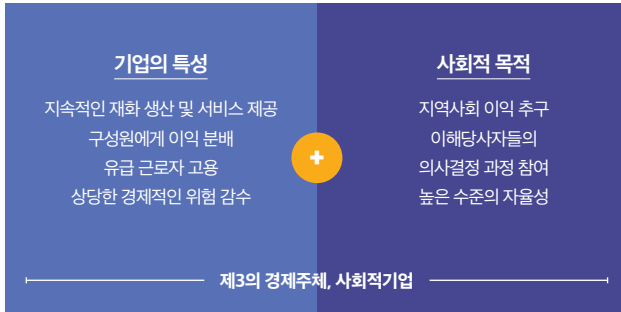 기업의 특성
지속적인 재화 생산 및 서비스 제공
구성원에게 이익 분배
유급 근로자 고용
상당한 경제적인 위험 감수
+
사회적 목적
지역사회 이익 추구
이해당사자들의
의사결정 과정 참여
높은 수준의 자율성
제3의 경제주체, 사회적기업